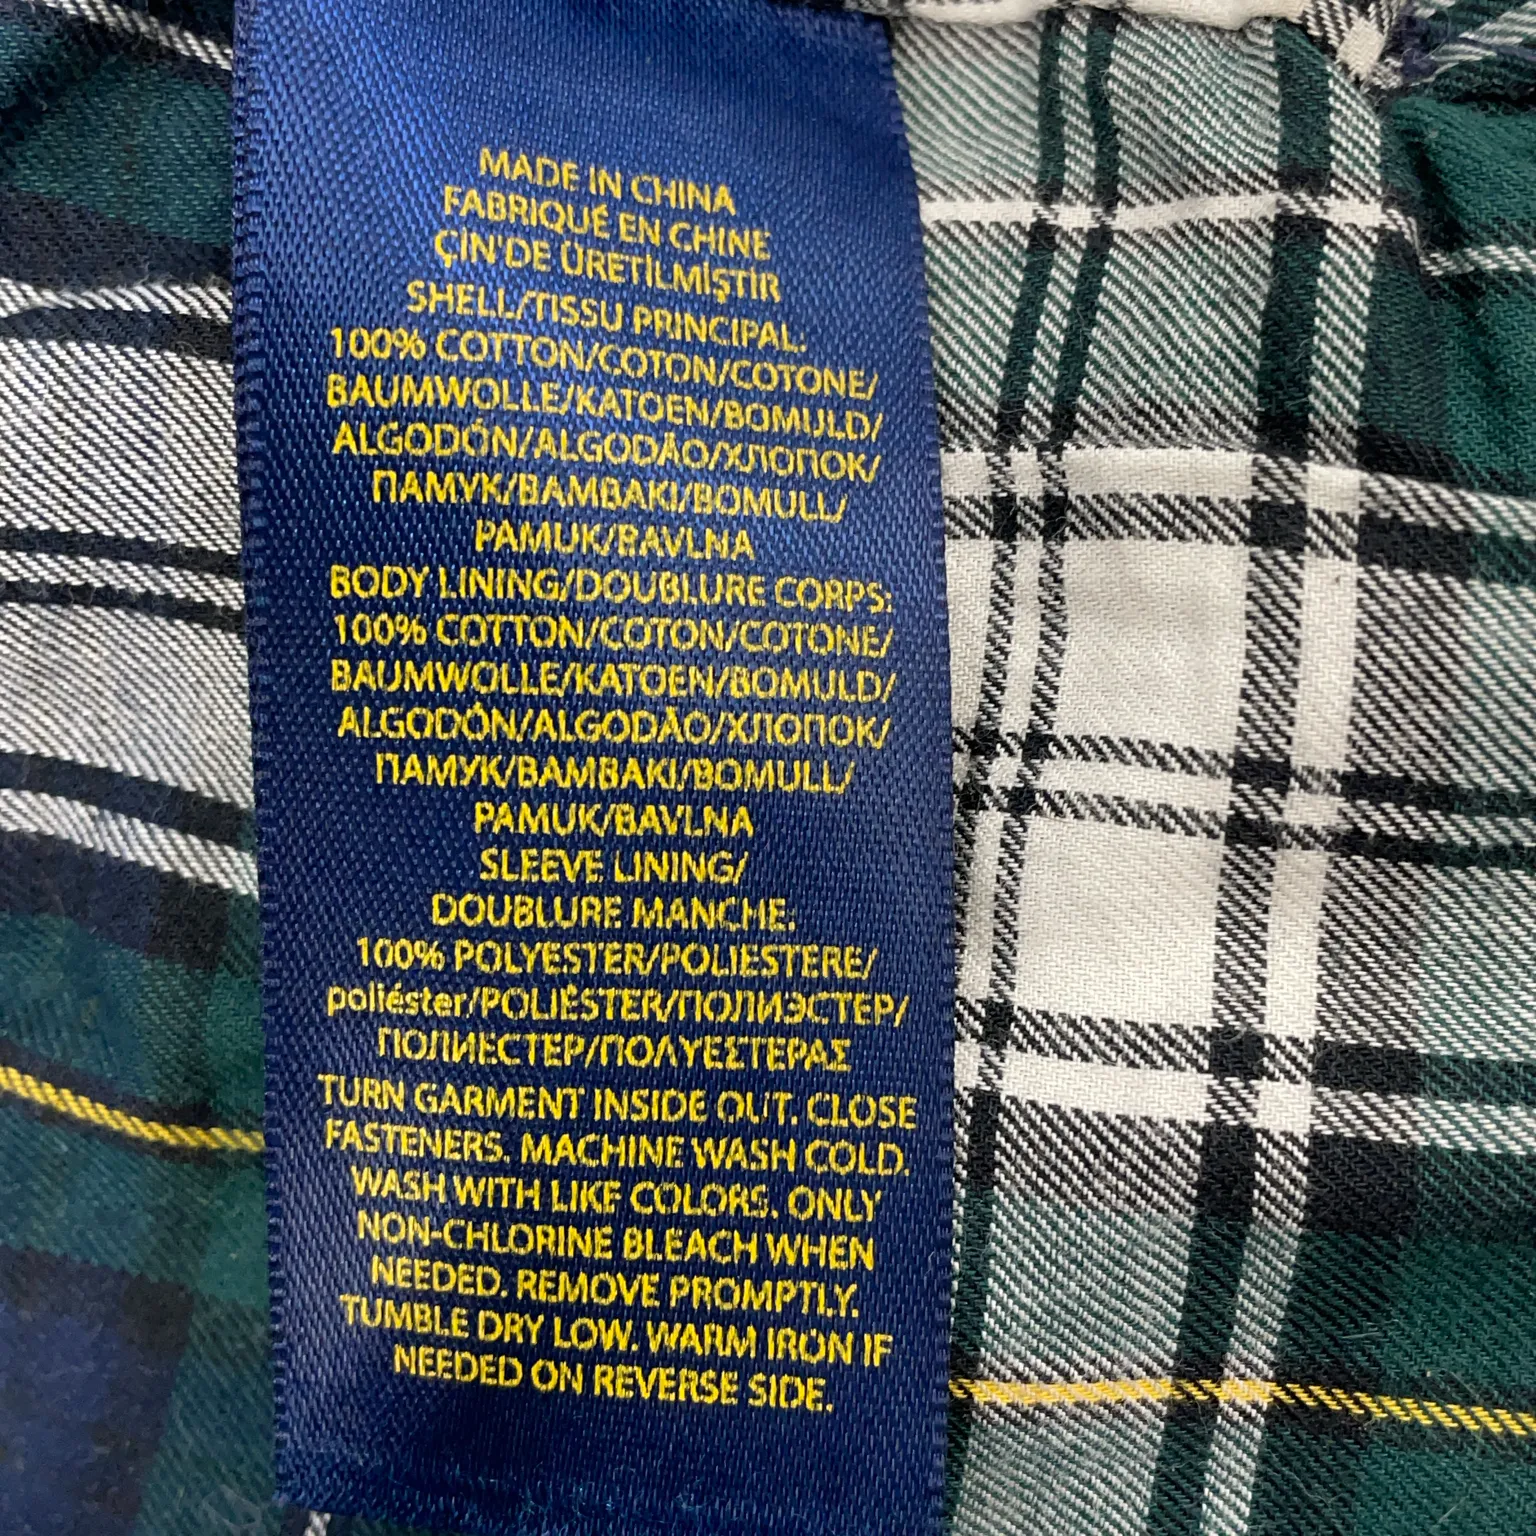 MADE IN CHINA
FABRIQUÉ EN CHINE
ÇİN'DE ÜRETİLMİŞTİR
SHELL/TISSU PRINCIPAL:
100% COTTON/COTON/COTONE/
BAUMWOLLE/KATOEN/BOMULD/
ALGODÓN/ALGODÃO/ХЛОПОК/
ПАМУК/BAMBAKI/BOMULL/
PAMUK/BAVLNA
BODY LINING/DOUBLURE CORPS:
100% COTTON/COTON/COTONE/
BAUMWOLLE/KATOEN/BOMULD/
ALGODÓN/ALGODÃO/ХЛОПОК/
ПАМУК/BAMBAKI/BOMULL/
PAMUK/BAVLNA
SLEEVE LINING/
DOUBLURE MANCHE:
100% POLYESTER/POLIESTERE/
poliéster/POLIÉSTER/ПОЛИЭСТЕР/
ПОЛИЕСТЕР/ΠΟΛΥΕΣΤΕΡΑΣ
TURN GARMENT INSIDE OUT. CLOSE
FASTENERS. MACHINE WASH COLD.
WASH WITH LIKE COLORS. ONLY
NON-CHLORINE BLEACH WHEN
NEEDED. REMOVE PROMPTLY.
TUMBLE DRY LOW. WARM IRON IF
NEEDED ON REVERSE SIDE.